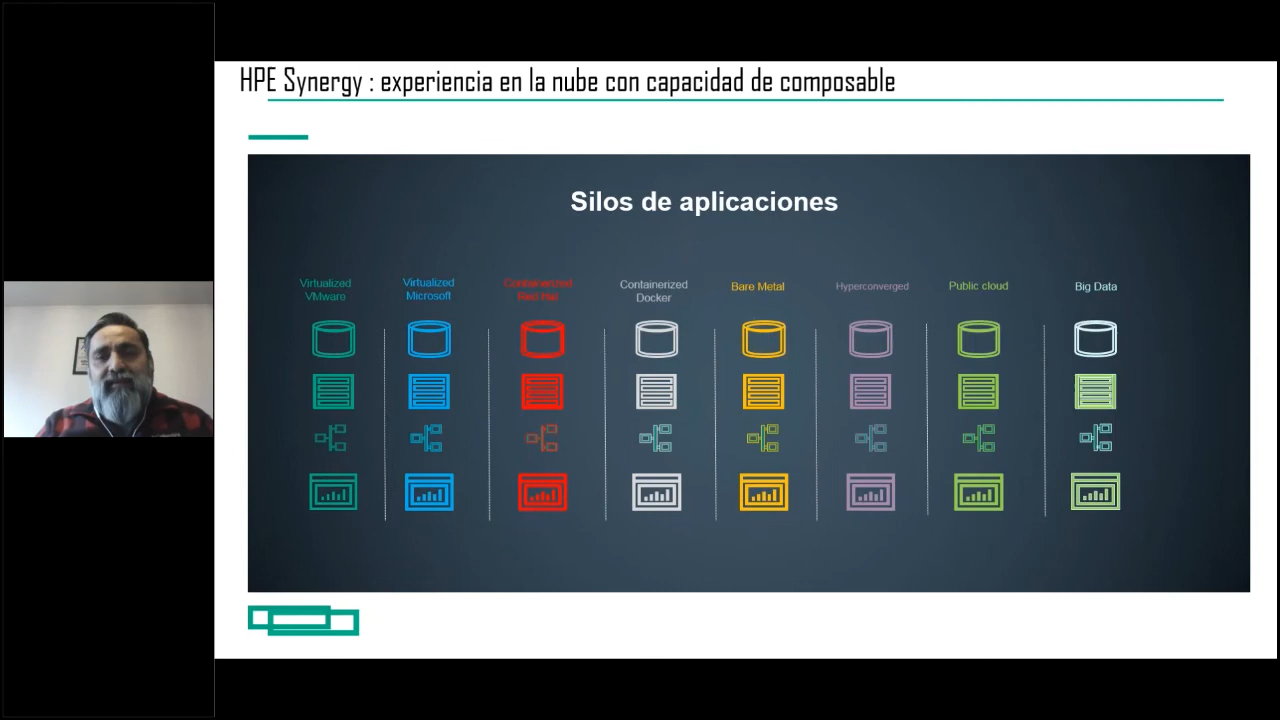 HPE Synergy : experiencia en la nube con capacidad de composable
Silos de aplicaciones
Virtualized
VMware
Virtualized
Microsoft
Containerized
Red Hat
Containerized
Docker
Bare Metal
Hyperconverged
Public cloud
Big Data